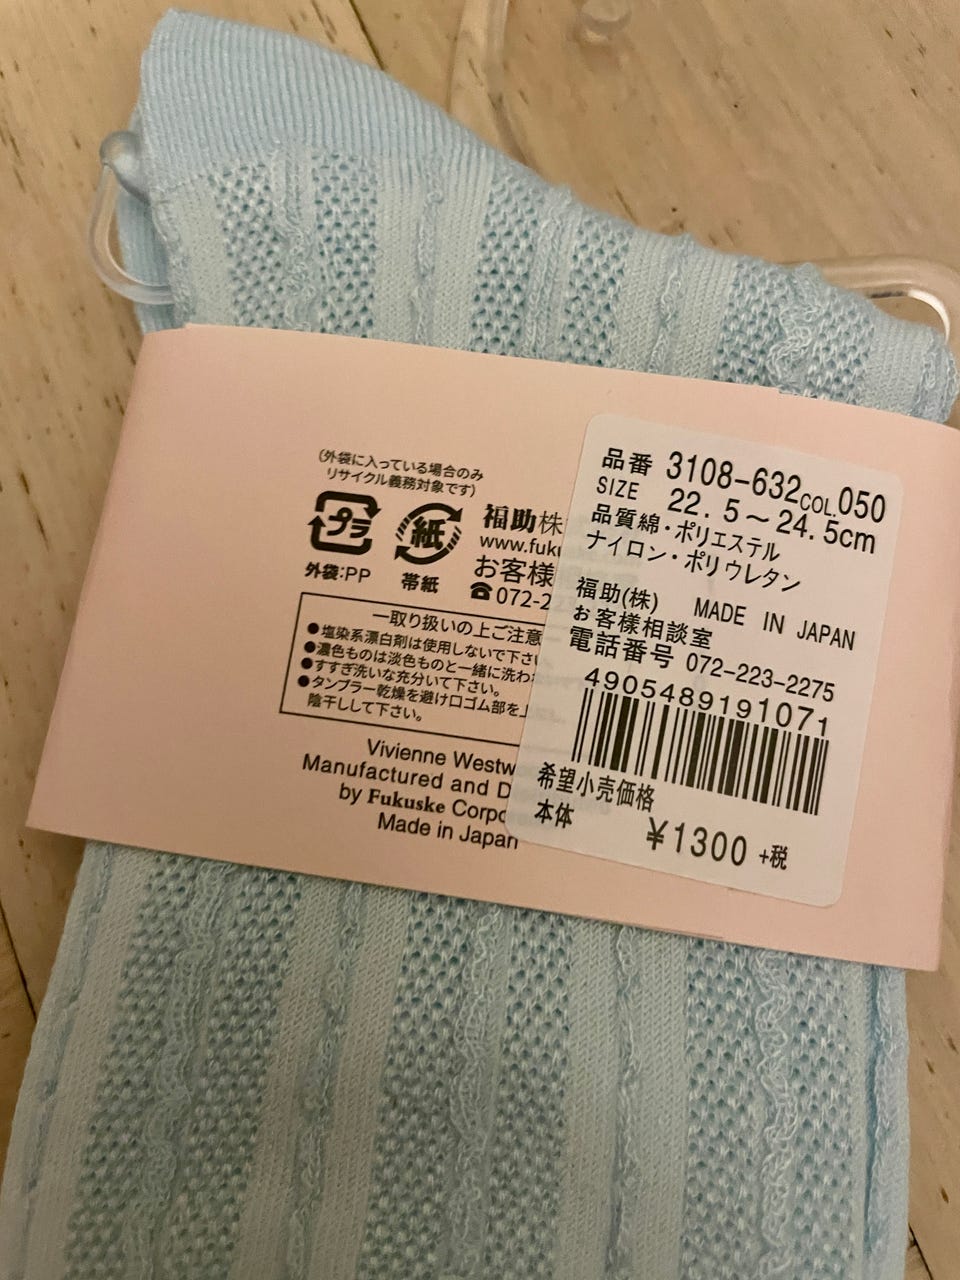 (外袋に入っている場合のみ
リサイクル義務対象です)
プラ
外袋:PP
紙
帯紙
福助株
www.fuk
お客様
☎072-2
一取り扱いの上ご注意
●塩染系漂白剤は使用しないで下さ
●濃色ものは淡色ものと一緒に洗わ
●すすぎ洗いな充分いて下さい。
●タンブラー乾燥を避け口ゴム部を上
陰干しして下さい。
Vivienne Westw
Manufactured and D
by Fukuske Corpo
Made in Japan
品番 3108-632COL.050
SIZE 22.5~24.5cm
品質綿・ポリエステル
ナイロン・ポリウレタン
福助(株) MADE IN JAPAN
お客様相談室
電話番号 072-223-2275
4905489191071
希望小売価格
本体 ¥1300 +税